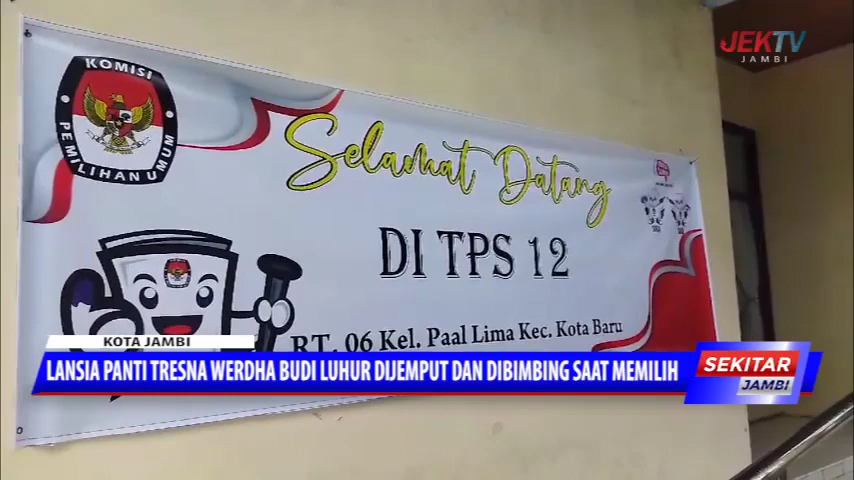 JEKTV
JAMBI
KOMISI
PEMILIHAN UMUM
Selamat Datang
DI TPS 12
RT. 06 Kel. Paal Lima Kec. Kota Baru
KOTA JAMBI
LANSIA PANTI TRESNA WERDHA BUDI LUHUR DIJEMPUT DAN DIBIMBING SAAT MEMILIH
SEKITAR
JAMBI